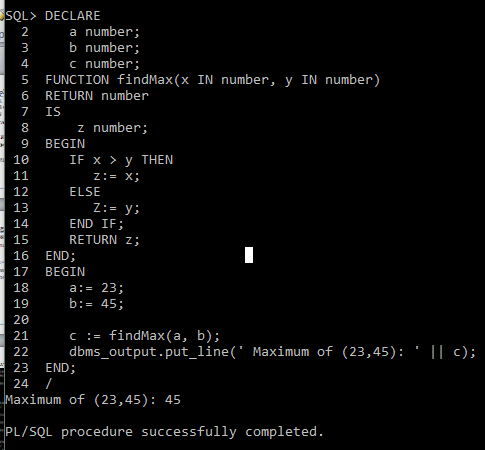 SQL> DECLARE
2 a number;
3 b number;
4 c number;
5 FUNCTION findMax(x IN number, y IN number)
6 RETURN number
7 IS
8 z number;
9 BEGIN
10 IF x > y THEN
11 z:= x;
12 ELSE
13 Z:= y;
14 END IF;
15 RETURN z;
16 END;
17 BEGIN
18 a:= 23;
19 b:= 45;
20
21 c := findMax(a, b);
22 dbms_output.put_line(' Maximum of (23,45): ' || c);
23 END;
24 /
Maximum of (23,45): 45
PL/SQL procedure successfully completed.